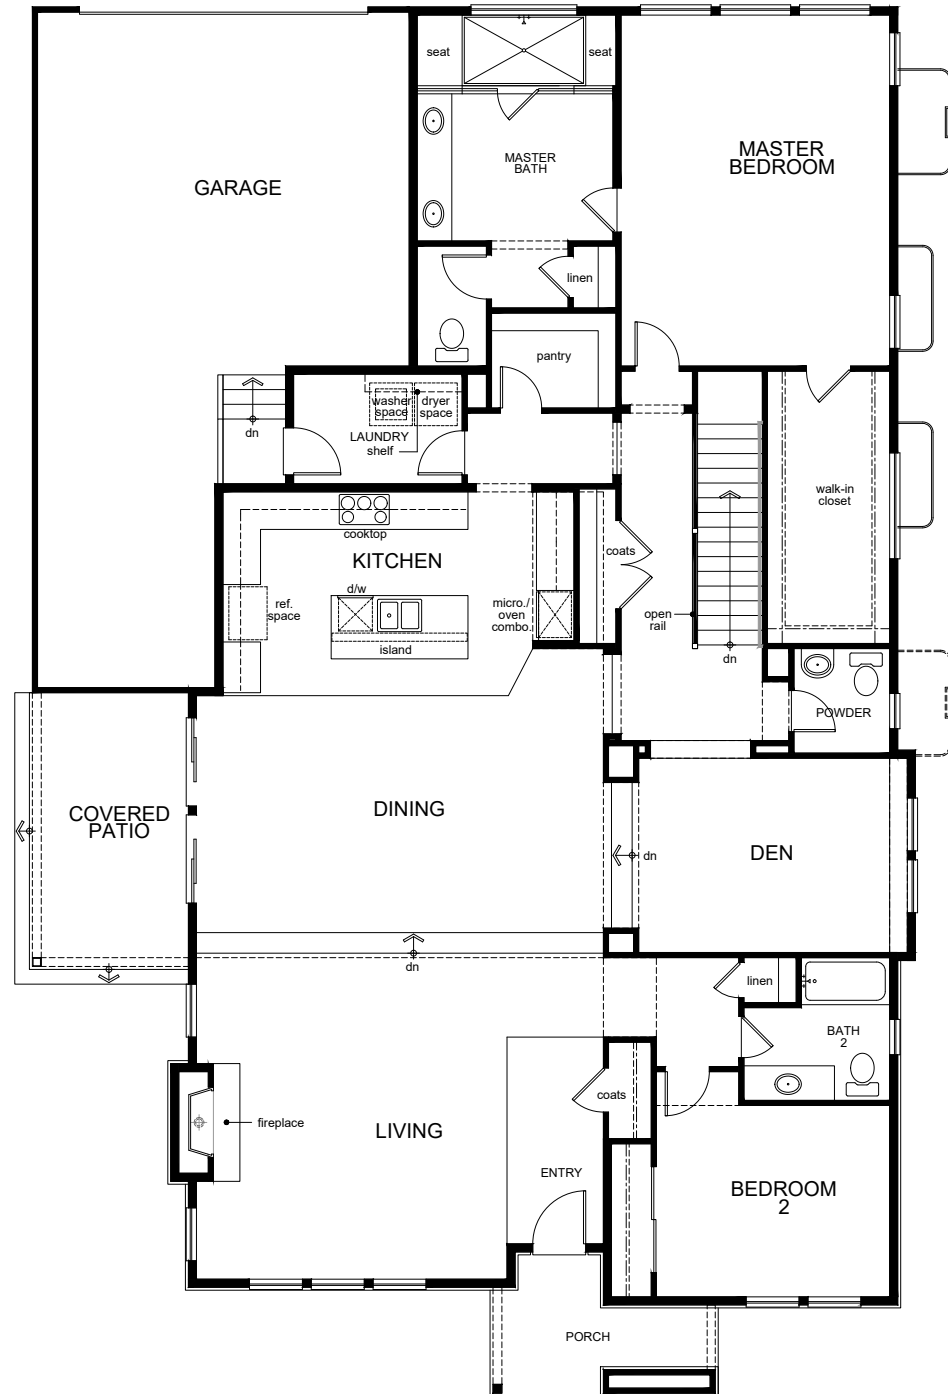 seat
seat
MASTER
BATH
MASTER
BEDROOM
GARAGE
linen
pantry
washer
space
dryer
space
dn
LAUNDRY
shelf
walk-in
closet
cooktop
KITCHEN
coats
d/w
ref.
space
micro./
oven
combo.
open
rail
island
dn
POWDER
COVERED
PATIO
DINING
DEN
dn
dn
linen
BATH
2
coats
fireplace
LIVING
ENTRY
BEDROOM
2
PORCH